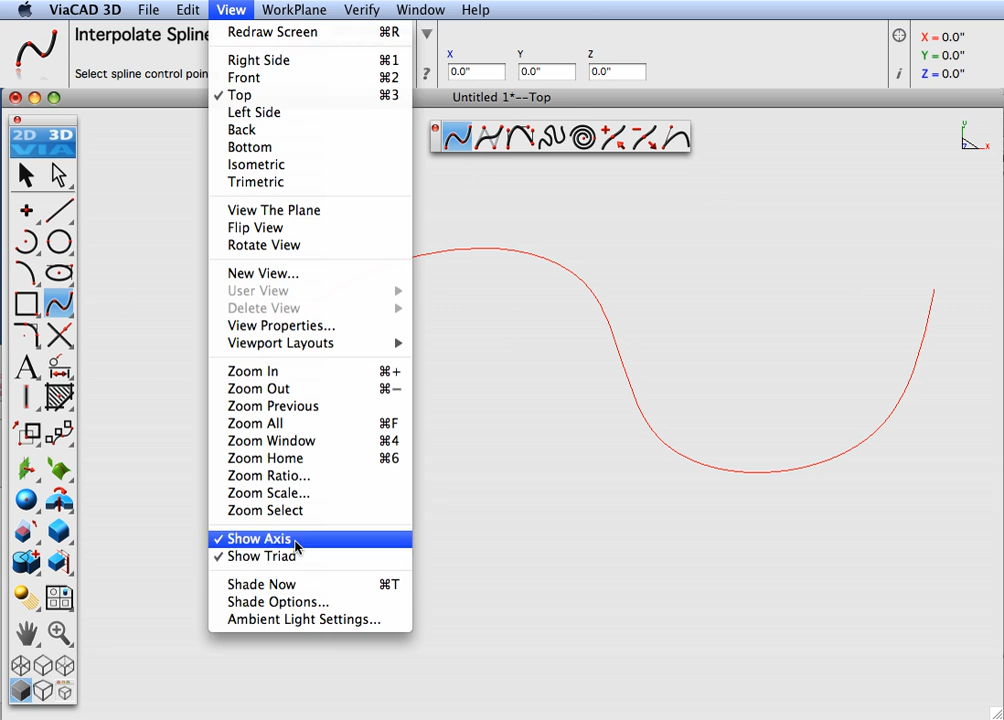 ViaCAD 3D File Edit View WorkPlane Verify Window Help
Interpolate Spline
Select spline control poin
X Y Z
0.0" 0.0" 0.0"
X = 0.0"
Y = 0.0"
Z = 0.0"
Untitled 1*--Top
2D 3D
VIA
A
Redraw Screen ⌘R
Right Side ⌘1
Front ⌘2
✓ Top ⌘3
Left Side
Back
Bottom
Isometric
Trimetric
View The Plane
Flip View
Rotate View
New View...
User View
Delete View
View Properties...
Viewport Layouts
Zoom In ⌘+
Zoom Out ⌘−
Zoom Previous
Zoom All ⌘F
Zoom Window ⌘4
Zoom Home ⌘6
Zoom Ratio...
Zoom Scale...
Zoom Select
✓ Show Axis
✓ Show Triad
Shade Now ⌘T
Shade Options...
Ambient Light Settings...